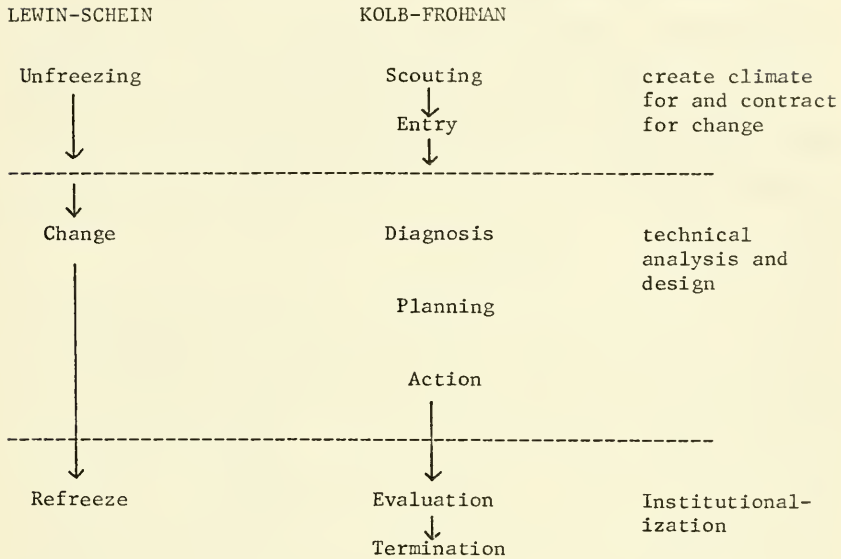 LEWIN-SCHEIN KOLB-FROHMAN
Unfreezing Scouting create climate
for and contract
Entry for change
Change Diagnosis technical
analysis and
design
Planning
Action
Refreeze Evaluation Institutional-
ization
Termination